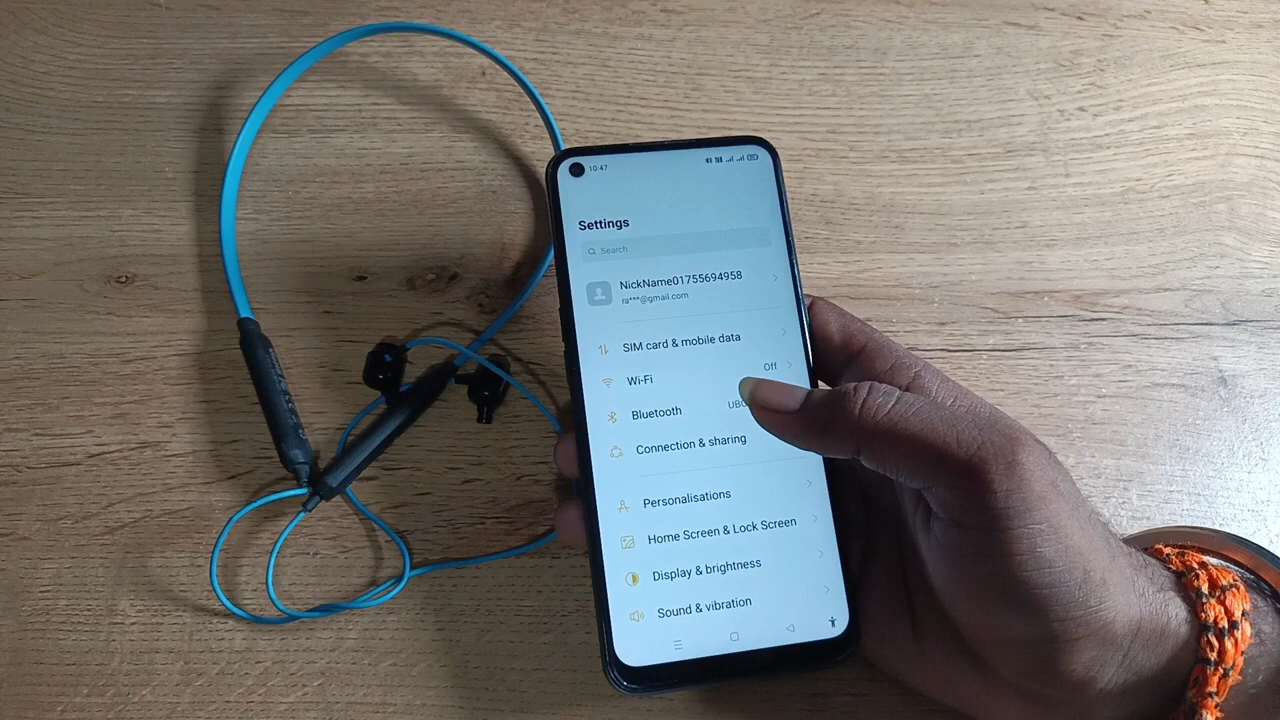 10:47
Settings
Search
NickName01755694958
ra***@gmail.com
SIM card & mobile data
Wi-Fi Off
Bluetooth
Connection & sharing
Personalisations
Home Screen & Lock Screen
Display & brightness
Sound & vibration